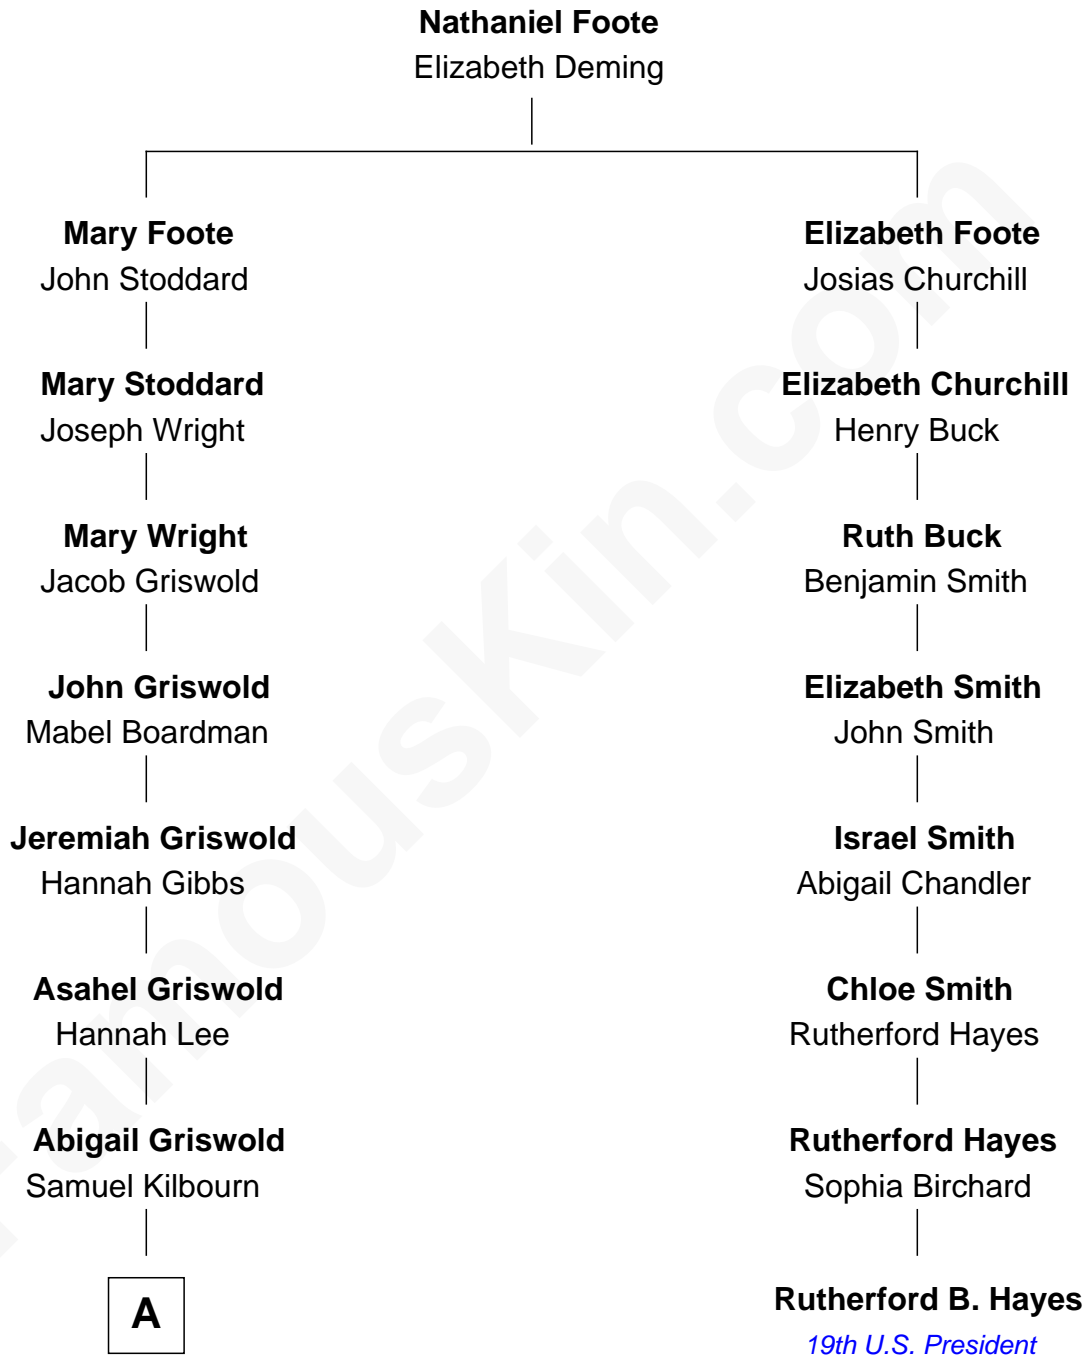 Nathaniel Foote
Elizabeth Deming
Mary Foote
John Stoddard
Elizabeth Foote
Josias Churchill
Mary Stoddard
Joseph Wright
Elizabeth Churchill
Henry Buck
Mary Wright
Jacob Griswold
Ruth Buck
Benjamin Smith
John Griswold
Mabel Boardman
Elizabeth Smith
John Smith
Jeremiah Griswold
Hannah Gibbs
Israel Smith
Abigail Chandler
Asahel Griswold
Hannah Lee
Chloe Smith
Rutherford Hayes
Abigail Griswold
Samuel Kilbourn
Rutherford Hayes
Sophia Birchard
A
Rutherford B. Hayes
19th U.S. President
FamousKin.com